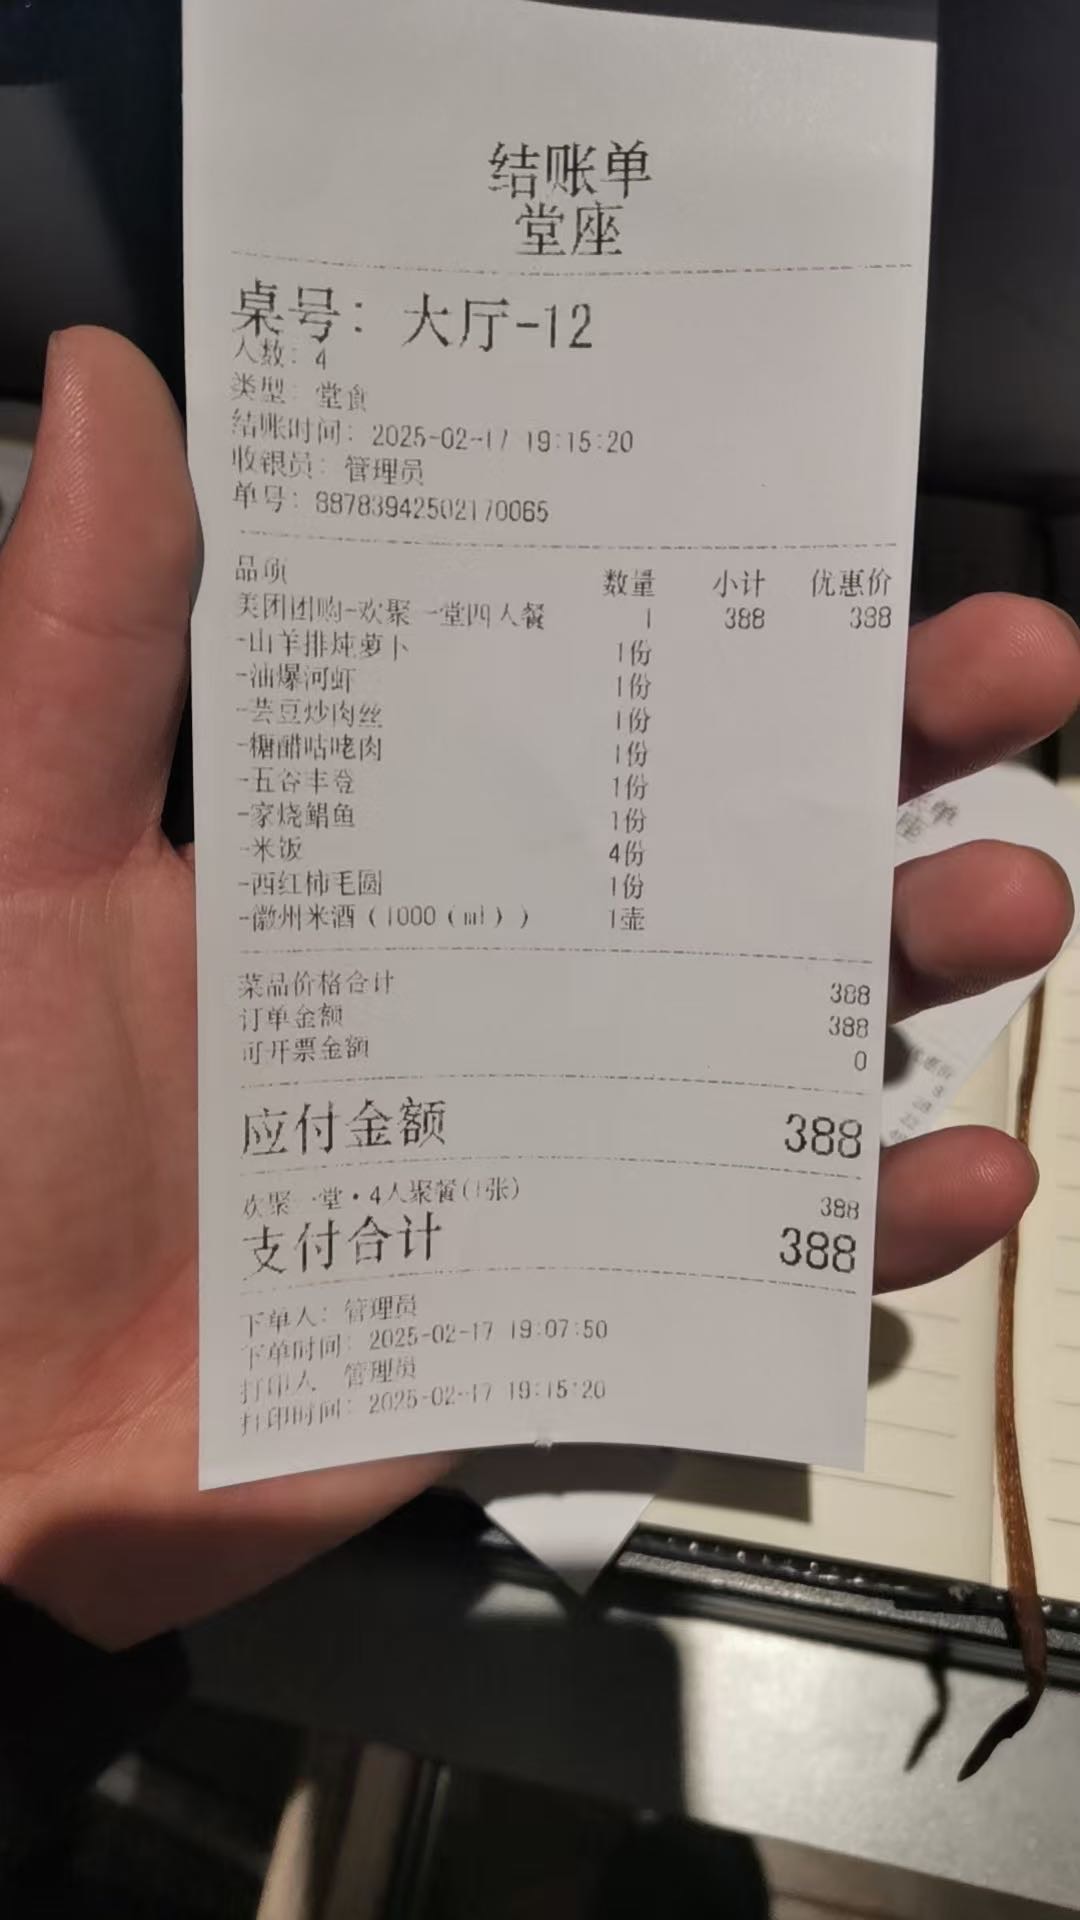 结账单
堂座
桌号: 大厅-12
人数: 4
类型: 堂食
结账时间: 2025-02-17 19:15:20
收银员: 管理员
单号: 88783942502170065
品项 数量 小计 优惠价
美团团购-欢聚一堂四人餐 1 388 388
-山羊排炖萝卜 1份
-油爆河虾 1份
-芸豆炒肉丝 1份
-糖醋咕咾肉 1份
-五谷丰登 1份
-家烧鲳鱼 1份
-米饭 4份
-西红柿毛圆 1份
-徽州米酒(1000(ml)) 1壶
菜品价格合计 388
订单金额 388
可开票金额 0
应付金额 388
欢聚一堂·4人聚餐(1张) 388
支付合计 388
下单人: 管理员
下单时间: 2025-02-17 19:07:50
打印人 管理员
打印时间: 2025-02-17 19:15:20
账单
座
优惠价